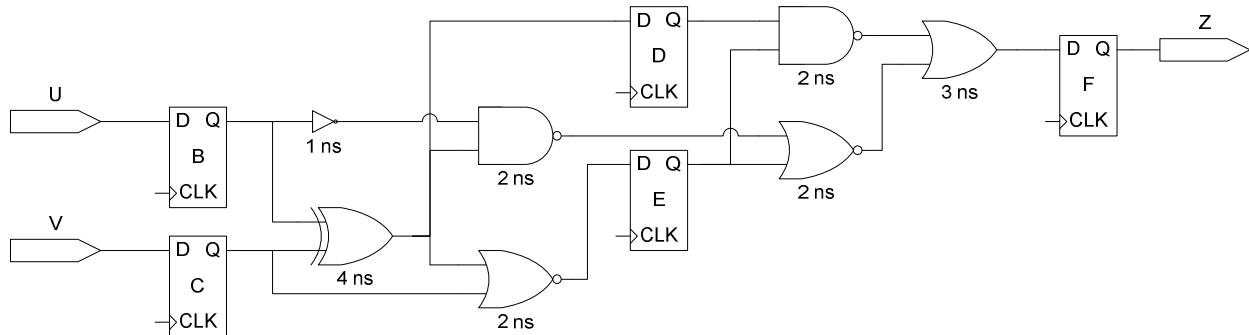 Z
D Q
D
CLK
2 ns
3 ns
D Q
F
CLK
U
D Q
B
CLK
1 ns
2 ns
D Q
E
CLK
2 ns
V
D Q
C
CLK
4 ns
2 ns